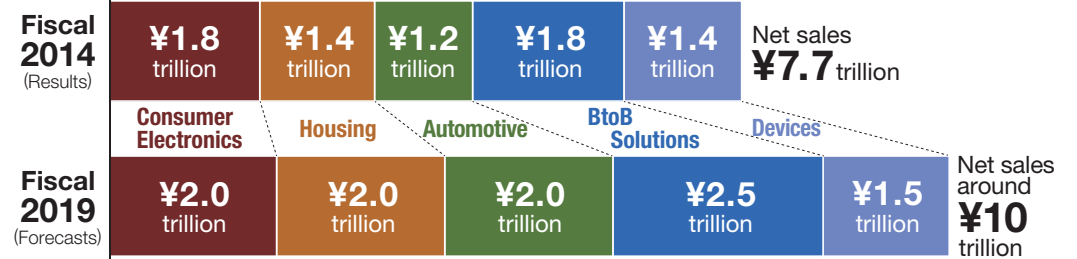 Fiscal
2014
(Results)
¥1.8
trillion
¥1.4
trillion
¥1.2
trillion
¥1.8
trillion
¥1.4
trillion
Net sales
¥7.7 trillion
Consumer
Electronics
Housing
Automotive
BtoB
Solutions
Devices
Fiscal
2019
(Forecasts)
¥2.0
trillion
¥2.0
trillion
¥2.0
trillion
¥2.5
trillion
¥1.5
trillion
Net sales
around
¥10
trillion